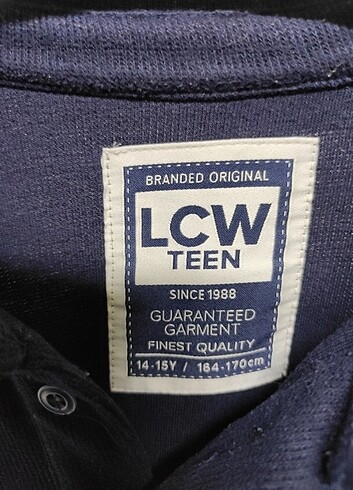 BRANDED ORIGINAL
LCW
TEEN
SINCE 1988
GUARANTEED
GARMENT
FINEST QUALITY
14-15Y / 164-170cm